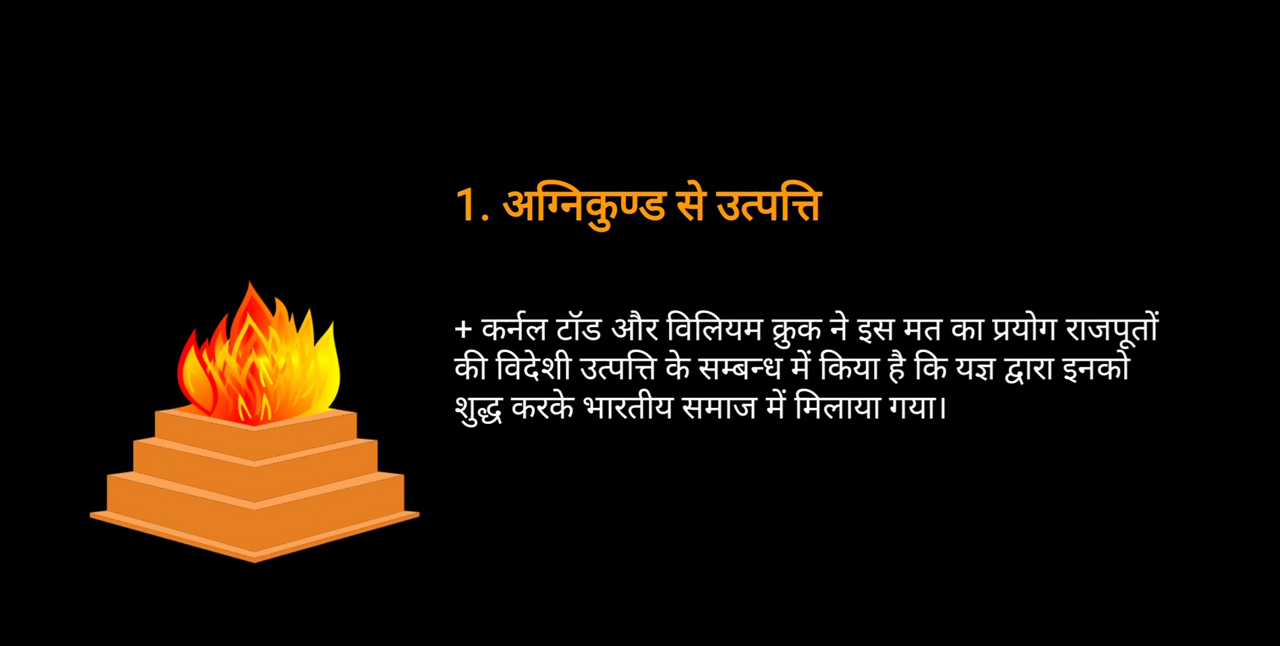 1. अग्निकुण्ड से उत्पत्ति
+ कर्नल टॉड और विलियम क्रुक ने इस मत का प्रयोग राजपूतों
की विदेशी उत्पत्ति के सम्बन्ध में किया है कि यज्ञ द्वारा इनको
शुद्ध करके भारतीय समाज में मिलाया गया।